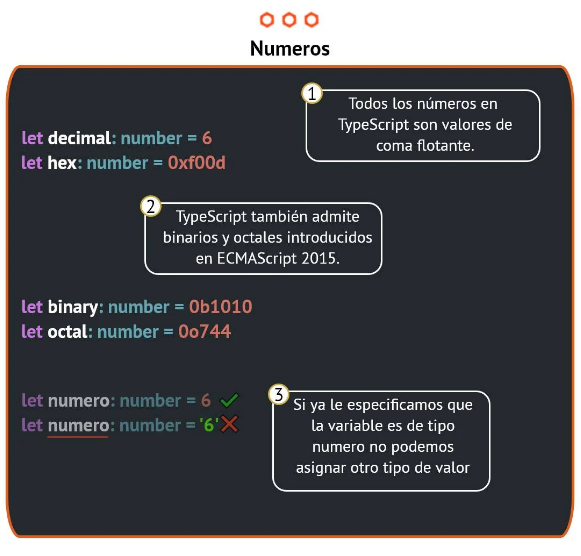 Numeros
1
Todos los números en
TypeScript son valores de
coma flotante.
let decimal: number = 6
let hex: number = 0xf00d
2
TypeScript también admite
binarios y octales introducidos
en ECMAScript 2015.
let binary: number = 0b1010
let octal: number = 0o744
let numero: number = 6
let numero: number = '6'
3
Si ya le especificamos que
la variable es de tipo
numero no podemos
asignar otro tipo de valor